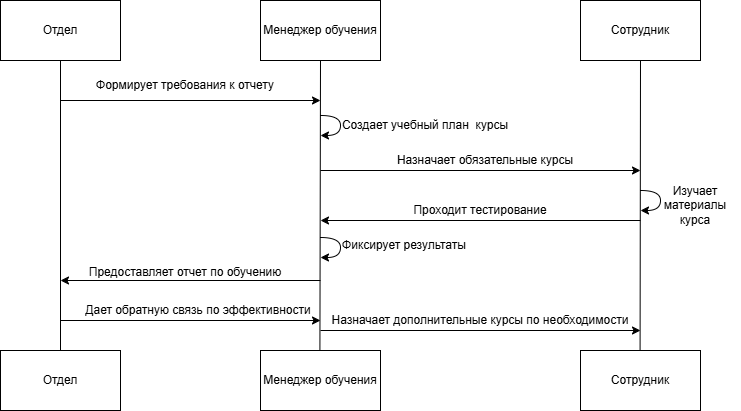 Отдел
Менеджер обучения
Сотрудник
Формирует требования к отчету
Создает учебный план  курсы
Назначает обязательные курсы
Изучает
материалы
курса
Проходит тестирование
Фиксирует результаты
Предоставляет отчет по обучению
Дает обратную связь по эффективности
Назначает дополнительные курсы по необходимости
Отдел
Менеджер обучения
Сотрудник